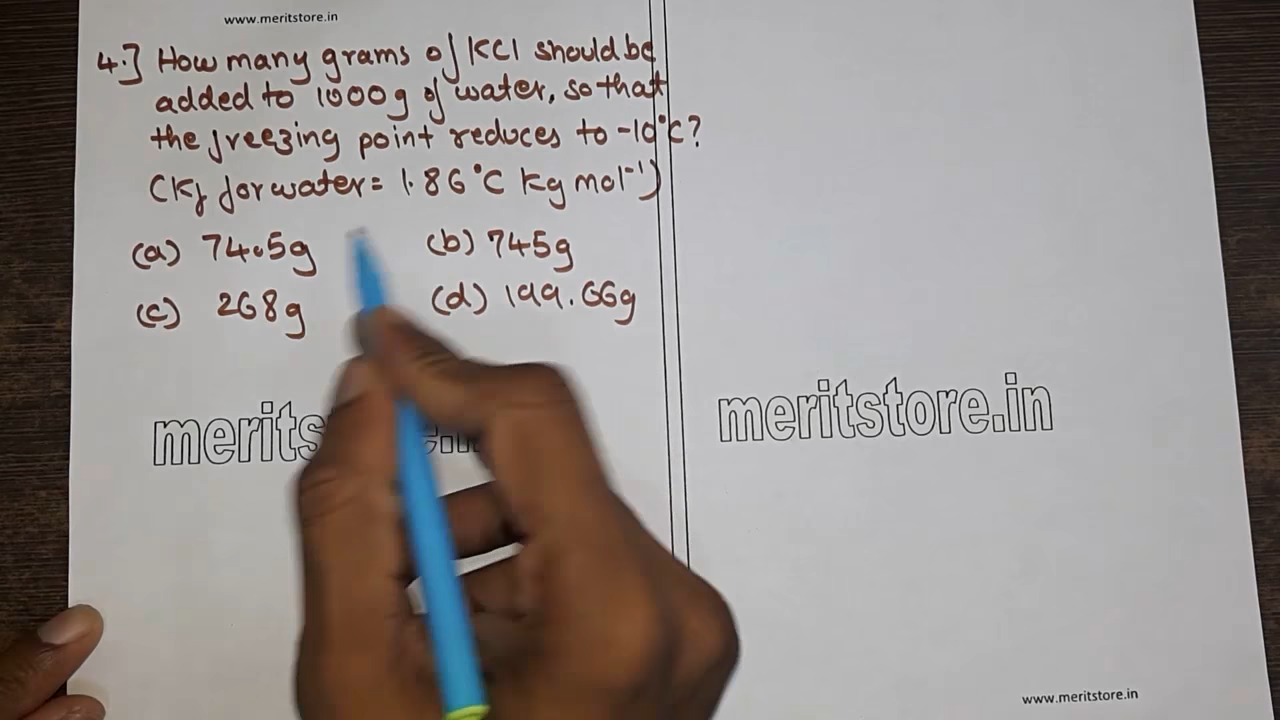 www.meritstore.in
4.] How many grams of KCl should be
added to 1000g of water, so that
the freezing point reduces to -10°C?
(Kf for water = 1.86°C Kg mol⁻¹)
(a) 74.5g (b) 745g
(c) 268g (d) 199.66g
meritstore.in
www.meritstore.in